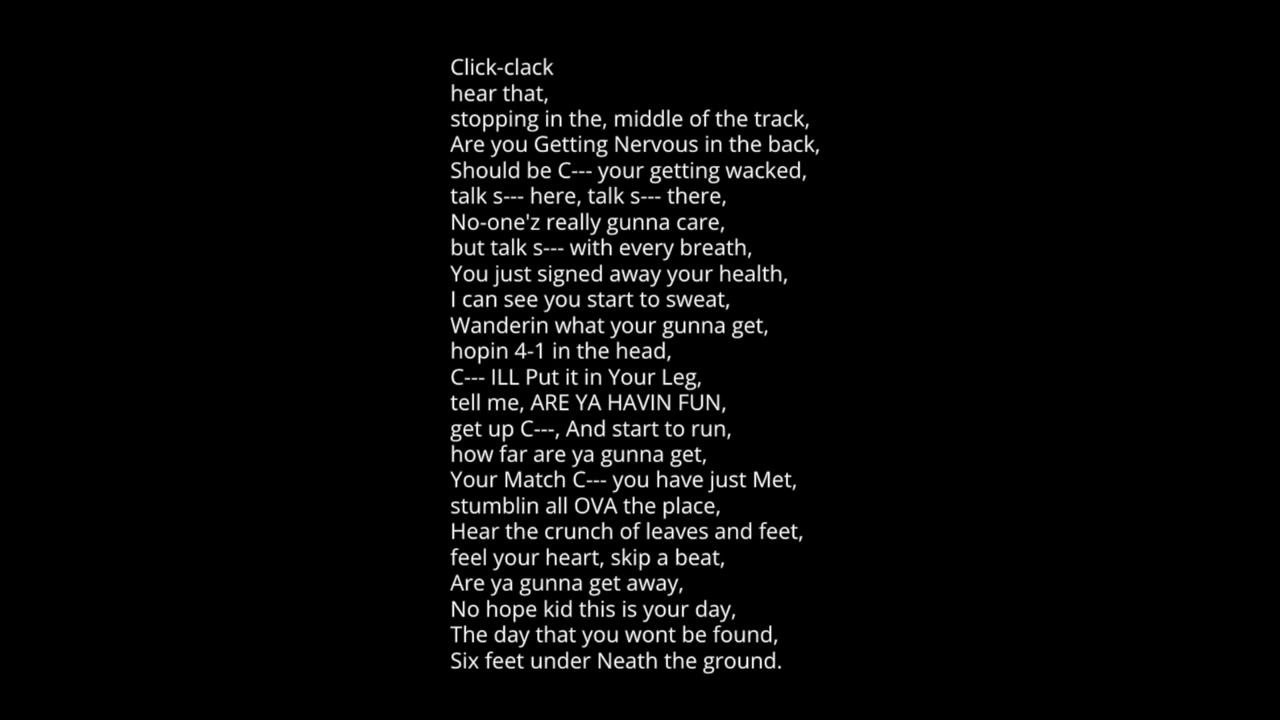 Click-clack
hear that,
stopping in the, middle of the track,
Are you Getting Nervous in the back,
Should be C--- your getting wacked,
talk s--- here, talk s--- there,
No-one'z really gunna care,
but talk s--- with every breath,
You just signed away your health,
I can see you start to sweat,
Wanderin what your gunna get,
hopin 4-1 in the head,
C--- ILL Put it in Your Leg,
tell me, ARE YA HAVIN FUN,
get up C---, And start to run,
how far are ya gunna get,
Your Match C--- you have just Met,
stumblin all OVA the place,
Hear the crunch of leaves and feet,
feel your heart, skip a beat,
Are ya gunna get away,
No hope kid this is your day,
The day that you wont be found,
Six feet under Neath the ground.